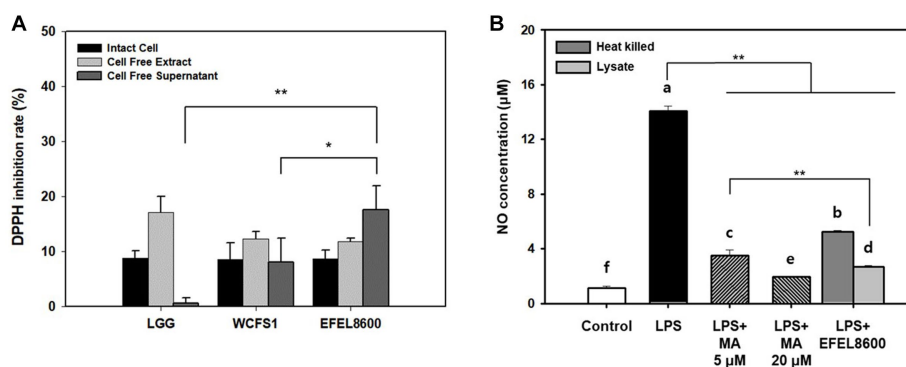 A
DPPH inhibition rate (%)
50
40
30
20
10
0
Intact Cell
Cell Free Extract
Cell Free Supernatant
**
*
LGG
WCFS1
EFEL8600
B
NO concentration (μM)
20
16
12
8
4
0
Heat killed
Lysate
**
a
**
b
c
d
e
f
Control
LPS
LPS+
MA
5 μM
LPS+
MA
20 μM
LPS+
EFEL8600